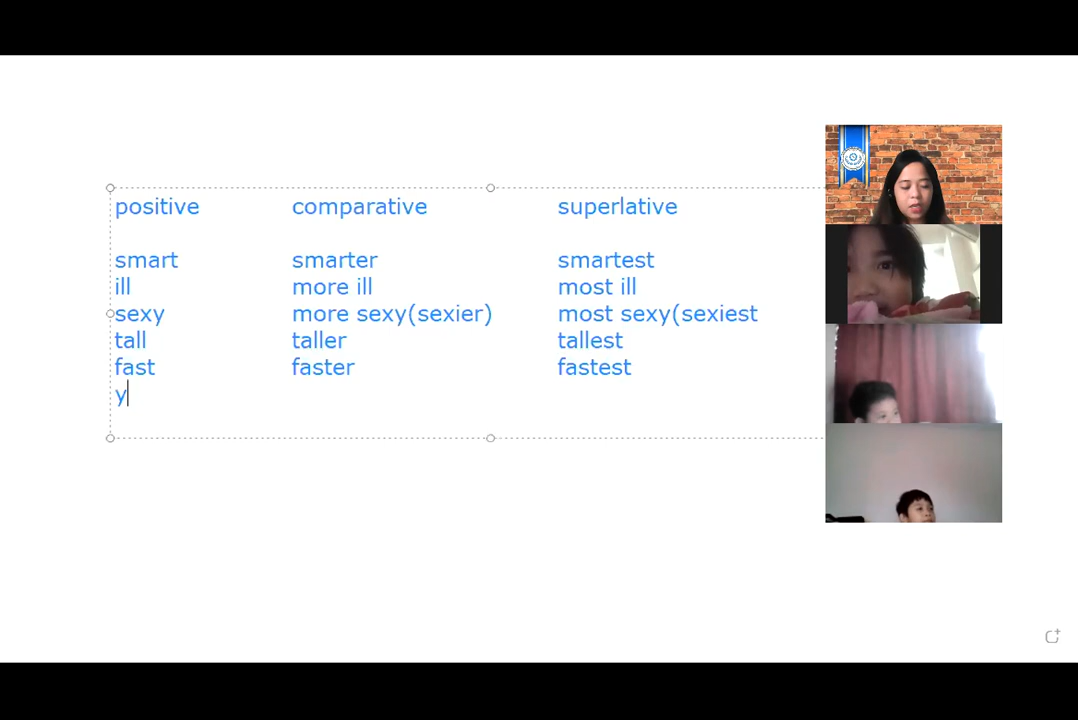 positive comparative superlative
smart smarter smartest
ill more ill most ill
sexy more sexy(sexier) most sexy(sexiest
tall taller tallest
fast faster fastest
y